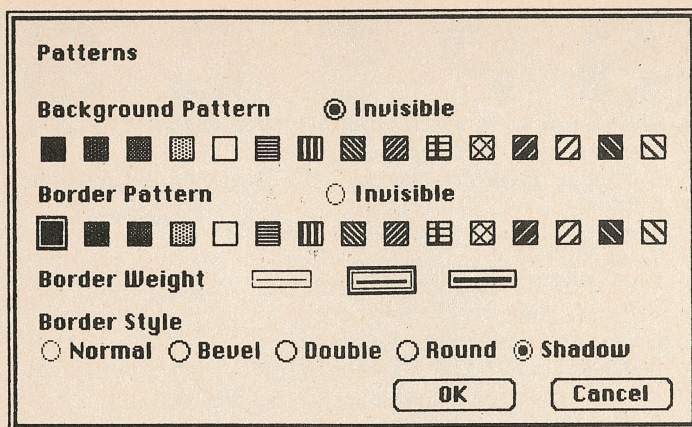 Patterns
Background Pattern Invisible
Border Pattern Invisible
Border Weight
Border Style
Normal Bevel Double Round Shadow
OK Cancel